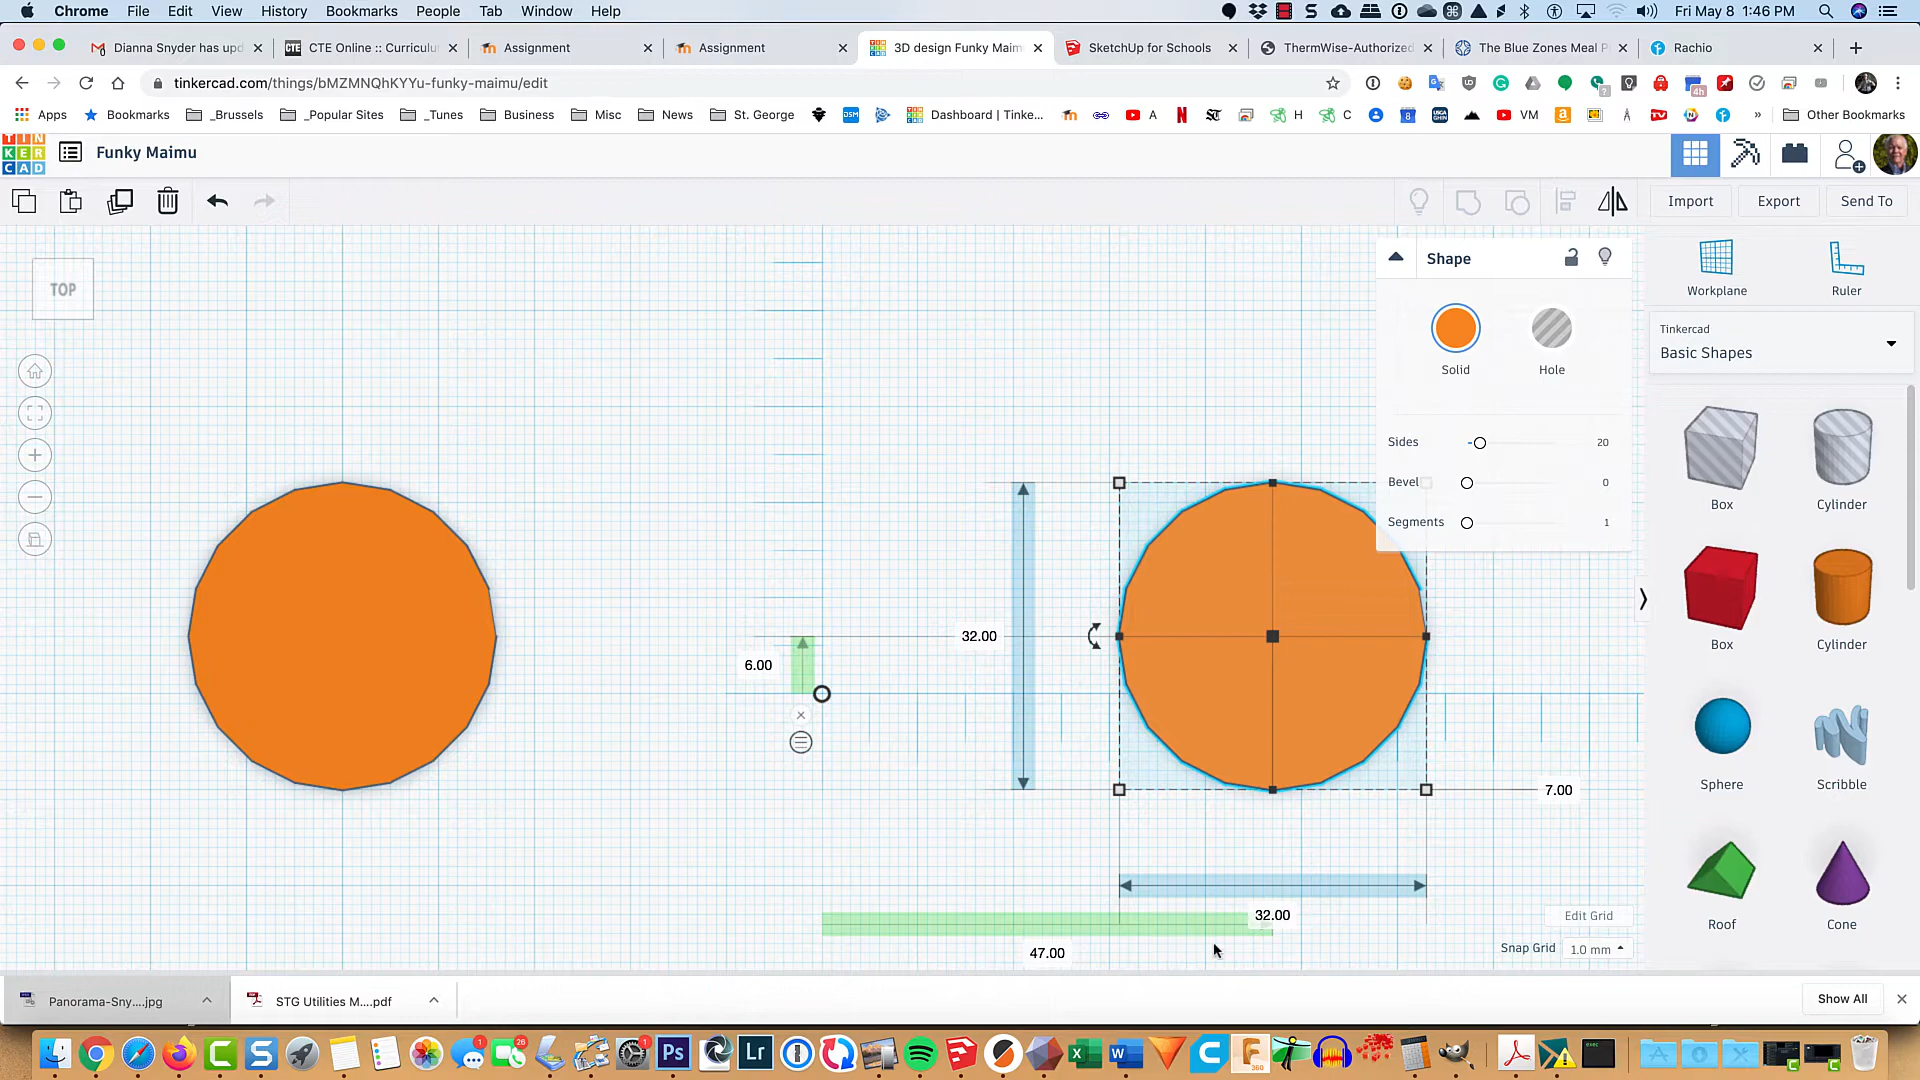 Chrome File Edit View History Bookmarks People Tab Window Help Fri May 8 1:46 PM
Dianna Snyder has upd CTE Online :: Curriculu Assignment Assignment 3D design Funky Maim SketchUp for Schools ThermWise-Authorized The Blue Zones Meal P Rachio
tinkercad.com/things/bMZMNQhKYYu-funky-maimu/edit
Apps Bookmarks _Brussels _Popular Sites _Tunes Business Misc News St. George Dashboard | Tinke... A H C VM » Other Bookmarks
TIN
KER
CAD
Funky Maimu
Import Export Send To
TOP
Shape
Workplane Ruler
Solid Hole
Tinkercad
Basic Shapes
Sides 20
Bevel 0
Segments 1
Box Cylinder
Box Cylinder
Sphere Scribble
Roof Cone
6.00
32.00
7.00
32.00
47.00
Edit Grid
Snap Grid 1.0 mm
Panorama-Sny....jpg STG Utilities M....pdf Show All